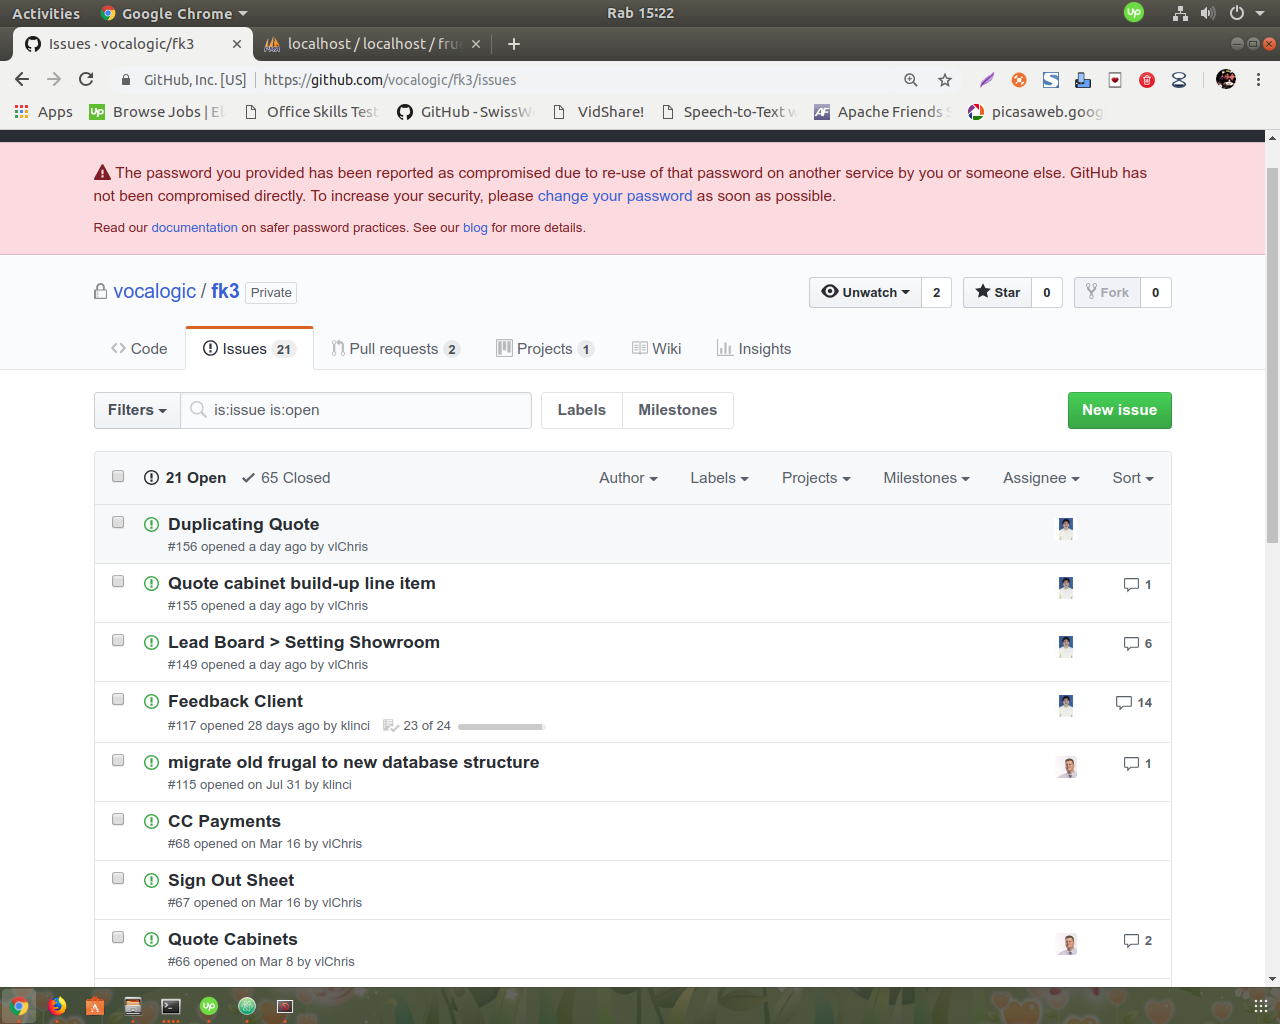 Activities Google Chrome Rab 15:22
Issues · vocalogic/fk3 localhost / localhost / fru
GitHub, Inc. [US] https://github.com/vocalogic/fk3/issues
Apps Browse Jobs | El Office Skills Test GitHub - SwissW VidShare! Speech-to-Text w Apache Friends S picasaweb.goog
The password you provided has been reported as compromised due to re-use of that password on another service by you or someone else. GitHub has
not been compromised directly. To increase your security, please change your password as soon as possible.
Read our documentation on safer password practices. See our blog for more details.
vocalogic / fk3 Private Unwatch 2 Star 0 Fork 0
Code Issues 21 Pull requests 2 Projects 1 Wiki Insights
Filters is:issue is:open Labels Milestones New issue
21 Open 65 Closed Author Labels Projects Milestones Assignee Sort
Duplicating Quote
#156 opened a day ago by vlChris
Quote cabinet build-up line item 1
#155 opened a day ago by vlChris
Lead Board > Setting Showroom 6
#149 opened a day ago by vlChris
Feedback Client 14
#117 opened 28 days ago by klinci 23 of 24
migrate old frugal to new database structure 1
#115 opened on Jul 31 by klinci
CC Payments
#68 opened on Mar 16 by vlChris
Sign Out Sheet
#67 opened on Mar 16 by vlChris
Quote Cabinets 2
#66 opened on Mar 8 by vlChris